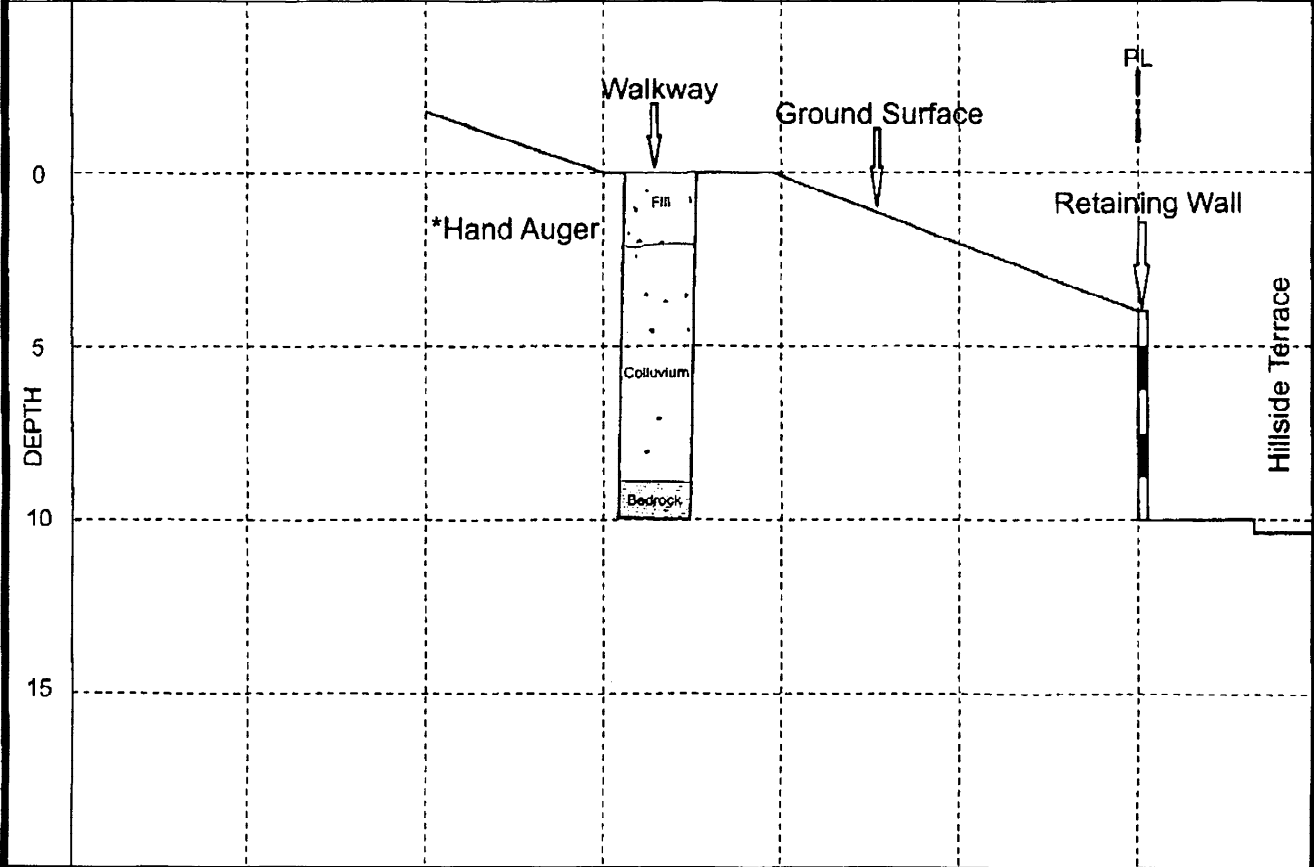 PL
Walkway
Ground Surface
0
Fill
Retaining Wall
*Hand Auger
Hillside Terrace
5
Colluvium
DEPTH
Bedrock
10
15